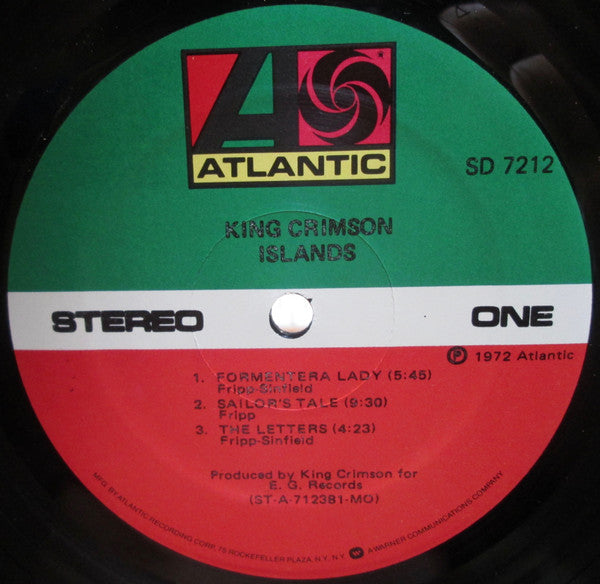 ATLANTIC
SD 7212
KING CRIMSON
ISLANDS
STEREO ONE
℗ 1972 Atlantic
1. FORMENTERA LADY (5:45)
Fripp-Sinfield
2. SAILOR'S TALE (9:30)
Fripp
3. THE LETTERS (4:23)
Fripp-Sinfield
Produced by King Crimson for
E. G. Records
(ST-A-712381-MO)
MFG. BY ATLANTIC RECORDING CORP., 75 ROCKEFELLER PLAZA, N.Y., N.Y. A WARNER COMMUNICATIONS COMPANY